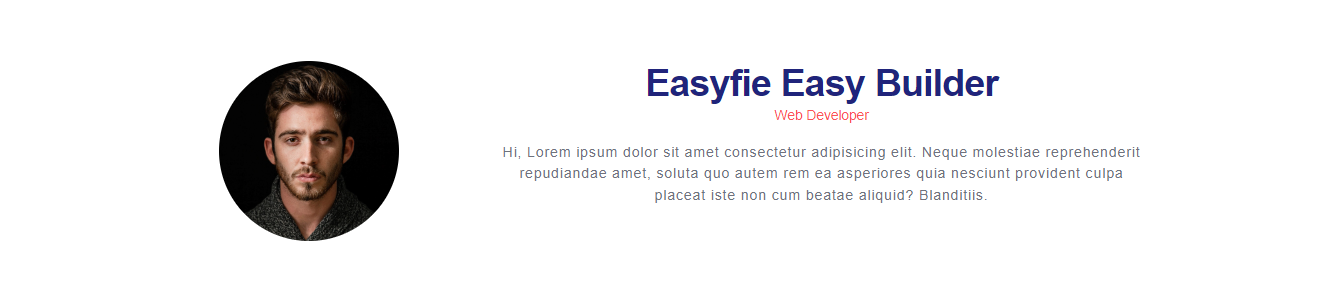 Easyfie Easy Builder
Web Developer
Hi, Lorem ipsum dolor sit amet consectetur adipisicing elit. Neque molestiae reprehenderit
repudiandae amet, soluta quo autem rem ea asperiores quia nesciunt provident culpa
placeat iste non cum beatae aliquid? Blanditiis.